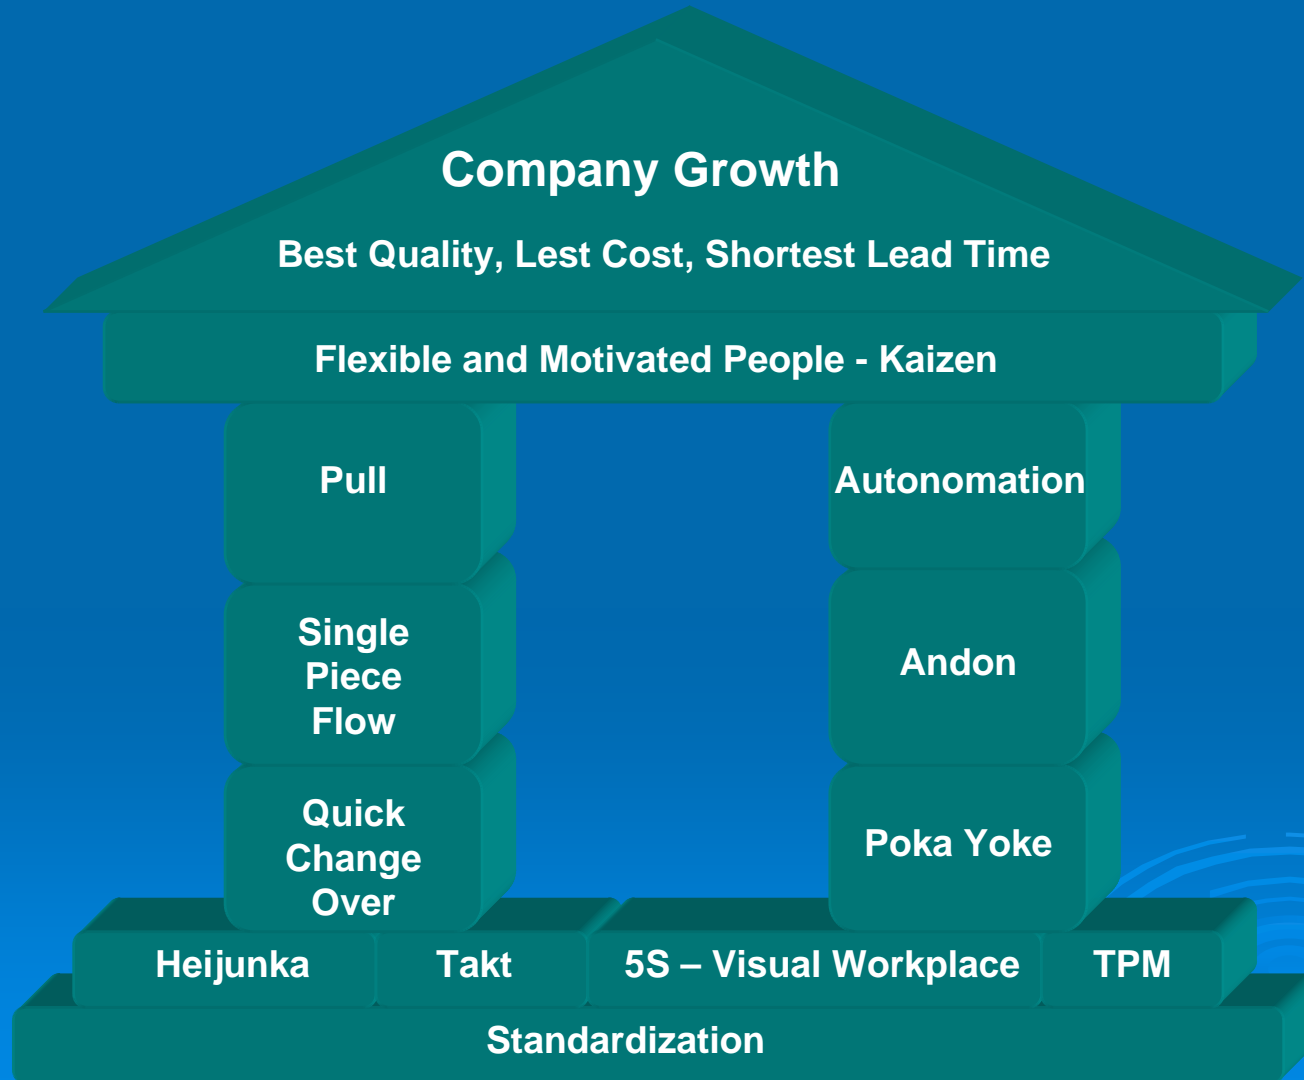 Company Growth
Best Quality, Lest Cost, Shortest Lead Time
Flexible and Motivated People - Kaizen
Pull
Autonomation
Single
Piece
Flow
Andon
Quick
Change
Over
Poka Yoke
Heijunka
Takt
5S – Visual Workplace
TPM
Standardization